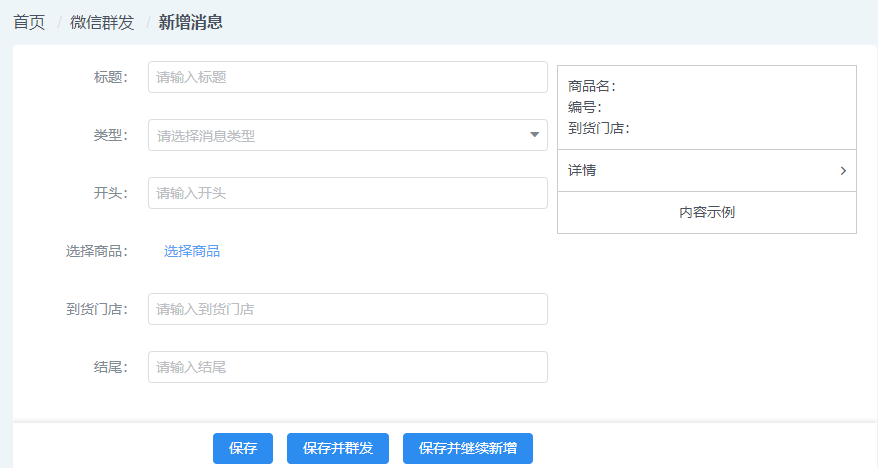 首页 / 微信群发 / 新增消息
标题： 请输入标题
类型： 请选择消息类型
开头： 请输入开头
选择商品： 选择商品
到货门店： 请输入到货门店
结尾： 请输入结尾
商品名：
编号：
到货门店：
详情
内容示例
保存 保存并群发 保存并继续新增